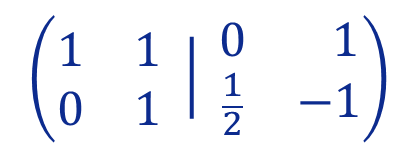 ( 1 1 | 0 1 )
( 0 1 | 1/2 −1 )